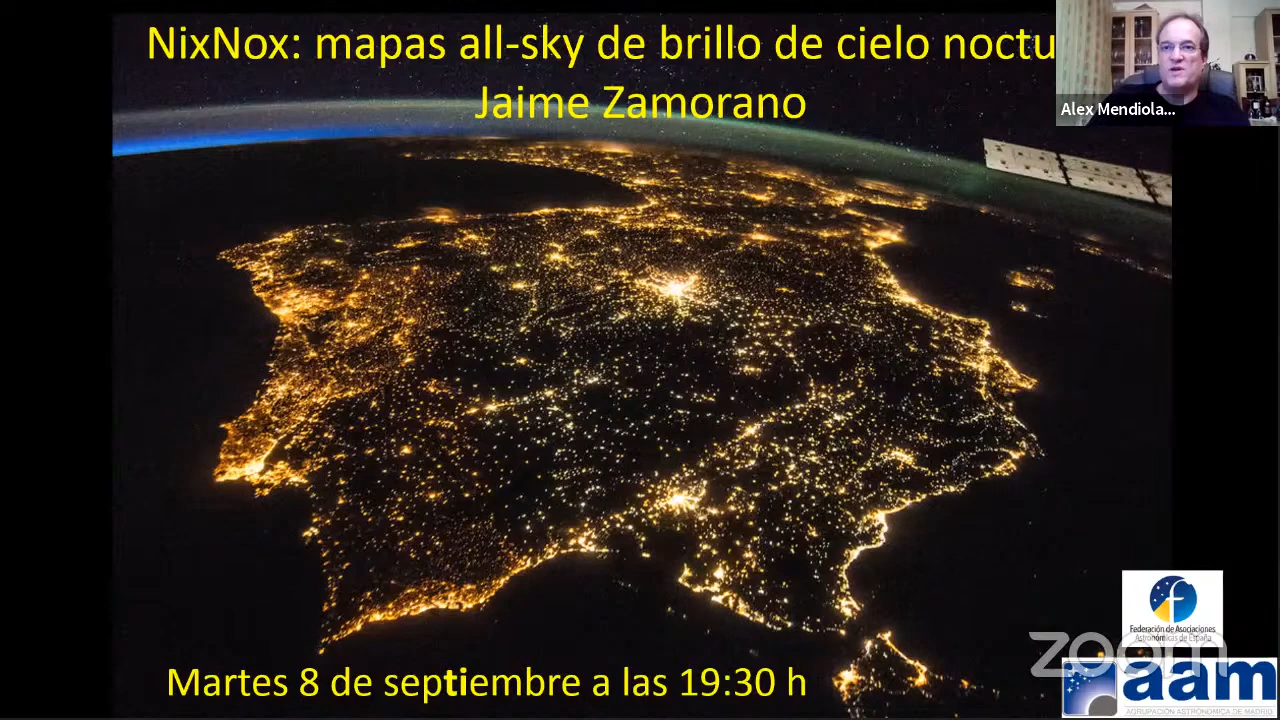 NixNox: mapas all-sky de brillo de cielo noctu
Jaime Zamorano
Alex Mendiola...
Federación de Asociaciones
Astronómicas de España
zoom
aam
AGRUPACIÓN ASTRONÓMICA DE MADRID
Martes 8 de septiembre a las 19:30 h